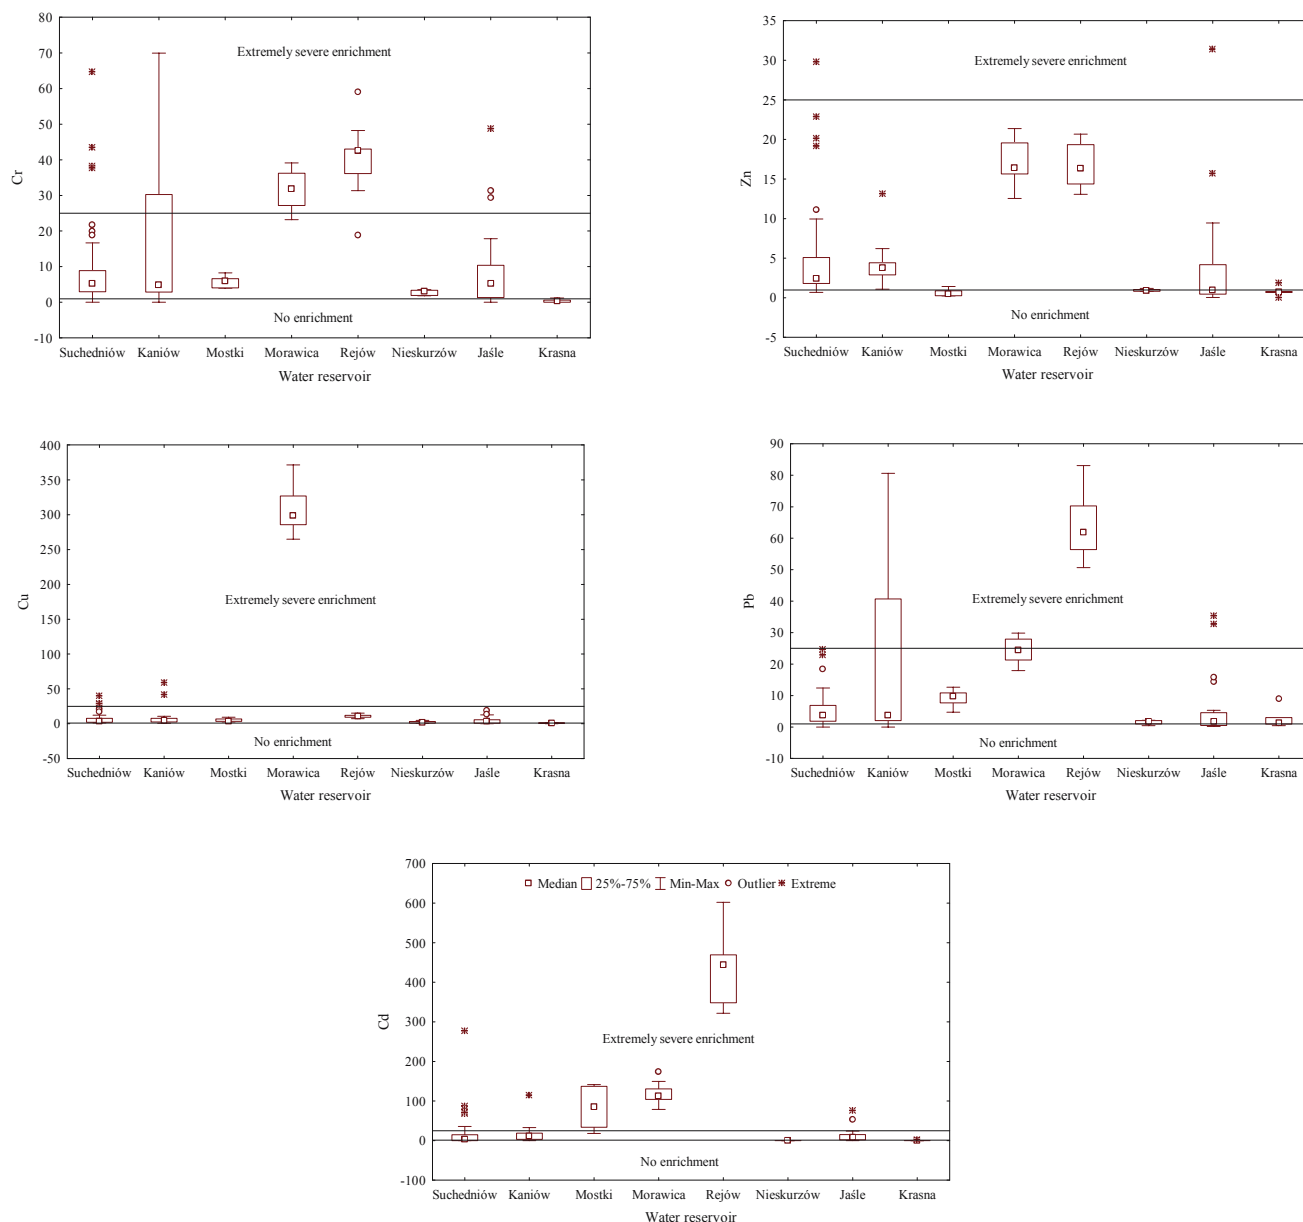 80
70
60
50
40
30
20
10
0
-10
Cr
Extremely severe enrichment
No enrichment
Suchedniów Kaniów Mostki Morawica Rejów Nieskurzów Jaśle Krasna
Water reservoir
35
30
25
20
15
10
5
0
-5
Zn
Extremely severe enrichment
No enrichment
Suchedniów Kaniów Mostki Morawica Rejów Nieskurzów Jaśle Krasna
Water reservoir
400
350
300
250
200
150
100
50
0
-50
Cu
Extremely severe enrichment
No enrichment
Suchedniów Kaniów Mostki Morawica Rejów Nieskurzów Jaśle Krasna
Water reservoir
90
80
70
60
50
40
30
20
10
0
-10
Pb
Extremely severe enrichment
No enrichment
Suchedniów Kaniów Mostki Morawica Rejów Nieskurzów Jaśle Krasna
Water reservoir
700
600
500
400
300
200
100
0
-100
Cd
Median 25%-75% Min-Max Outlier Extreme
Extremely severe enrichment
No enrichment
Suchedniów Kaniów Mostki Morawica Rejów Nieskurzów Jaśle Krasna
Water reservoir